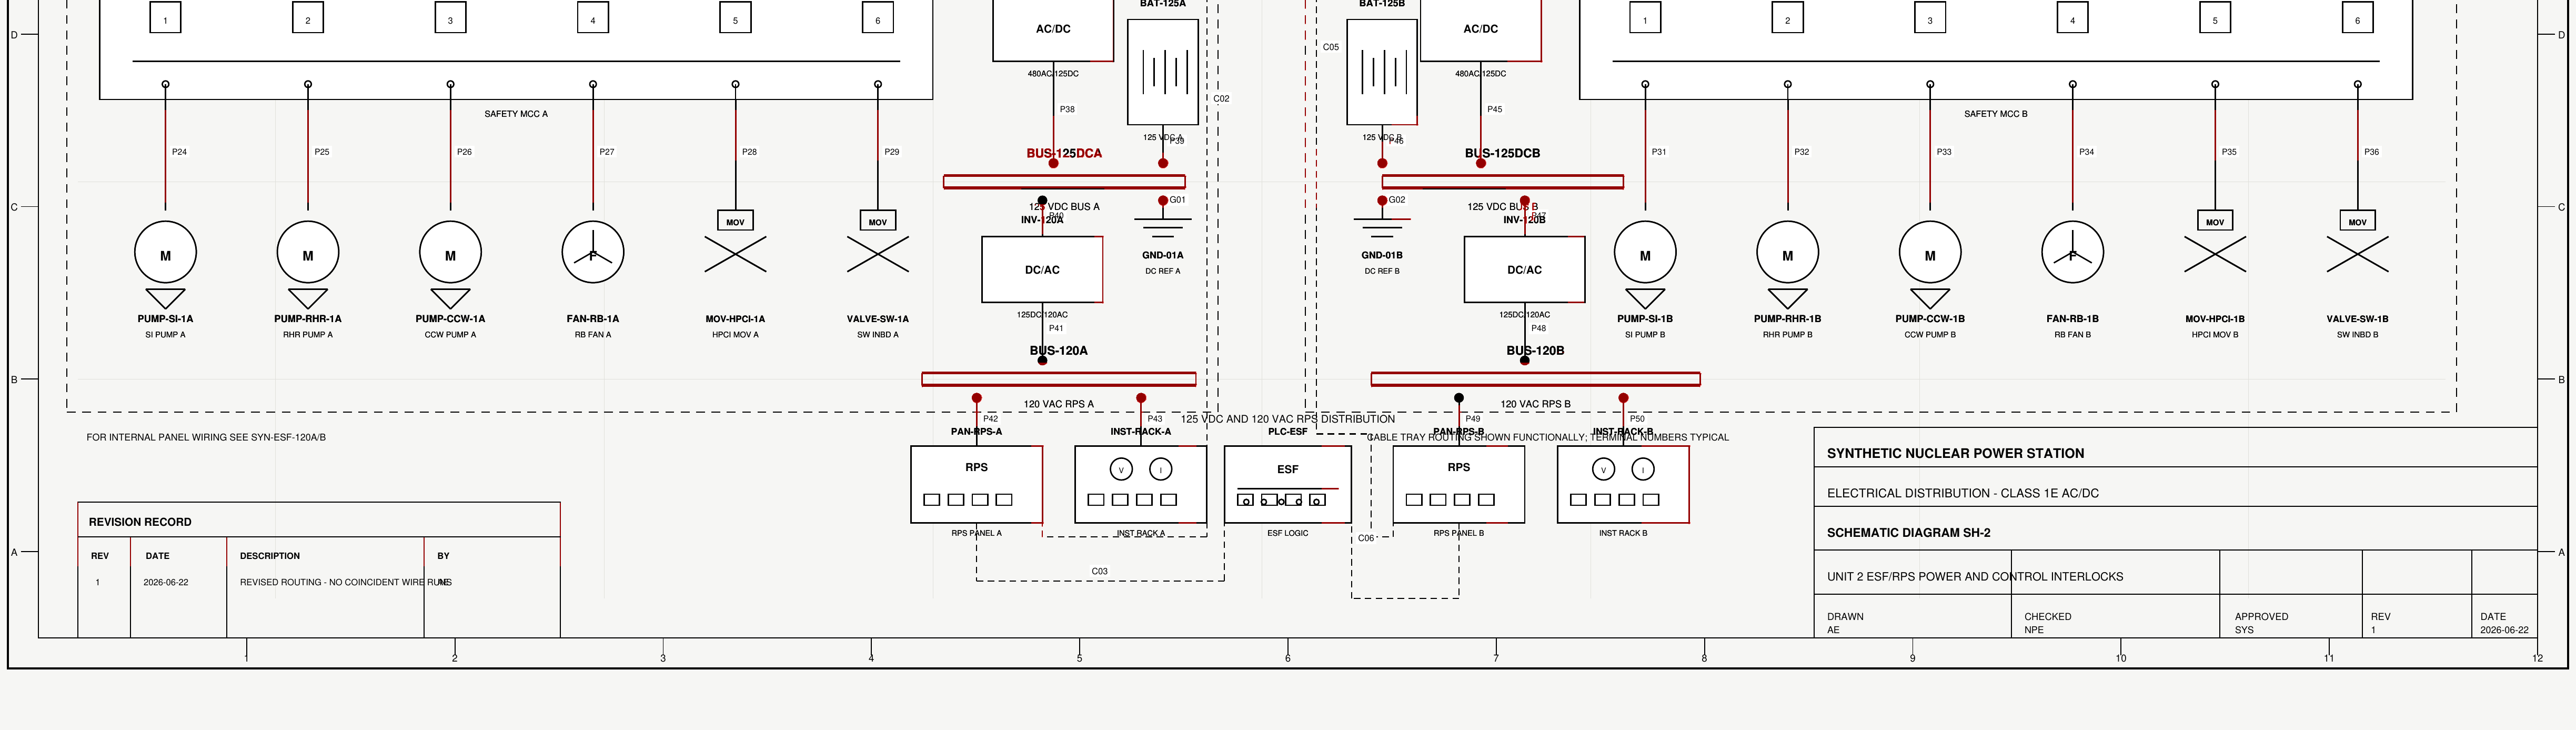 BAT-125A
BAT-125B
D
1
2
3
4
5
6
AC/DC
AC/DC
1
2
3
4
5
6
D
C05
480AC/125DC
480AC/125DC
C02
P38
P45
SAFETY MCC A
SAFETY MCC B
125 VDC A
P39
125 VDC B
P46
P24
P25
P26
P27
P28
P29
BUS-125DCA
BUS-125DCB
P31
P32
P33
P34
P35
P36
C
125 VDC BUS A
G01
G02
125 VDC BUS B
C
P40
P47
INV-120A
INV-120B
MOV
MOV
MOV
MOV
M
M
M
F
GND-01A
GND-01B
M
M
M
F
DC/AC
DC REF A
DC REF B
DC/AC
125DC/120AC
125DC/120AC
PUMP-SI-1A
PUMP-RHR-1A
PUMP-CCW-1A
FAN-RB-1A
MOV-HPCI-1A
VALVE-SW-1A
P41
P48
PUMP-SI-1B
PUMP-RHR-1B
PUMP-CCW-1B
FAN-RB-1B
MOV-HPCI-1B
VALVE-SW-1B
SI PUMP A
RHR PUMP A
CCW PUMP A
RB FAN A
HPCI MOV A
SW INBD A
SI PUMP B
RHR PUMP B
CCW PUMP B
RB FAN B
HPCI MOV B
SW INBD B
BUS-120A
BUS-120B
B
B
120 VAC RPS A
120 VAC RPS B
P42
P43
125 VDC AND 120 VAC RPS DISTRIBUTION
P49
P50
PAN-RPS-A
INST-RACK-A
PLC-ESF
PAN-RPS-B
INST-RACK-B
FOR INTERNAL PANEL WIRING SEE SYN-ESF-120A/B
CABLE TRAY ROUTING SHOWN FUNCTIONALLY; TERMINAL NUMBERS TYPICAL
RPS
V
I
ESF
RPS
V
I
RPS PANEL A
INST RACK A
ESF LOGIC
C06
RPS PANEL B
INST RACK B
C03
SYNTHETIC NUCLEAR POWER STATION
ELECTRICAL DISTRIBUTION - CLASS 1E AC/DC
SCHEMATIC DIAGRAM SH-2
UNIT 2 ESF/RPS POWER AND CONTROL INTERLOCKS
DRAWN
CHECKED
APPROVED
REV
DATE
AE
NPE
SYS
1
2026-06-22
REVISION RECORD
REV
DATE
DESCRIPTION
BY
1
2026-06-22
REVISED ROUTING - NO COINCIDENT WIRE RUNS
A
A
1
2
3
4
5
6
7
8
9
10
11
12